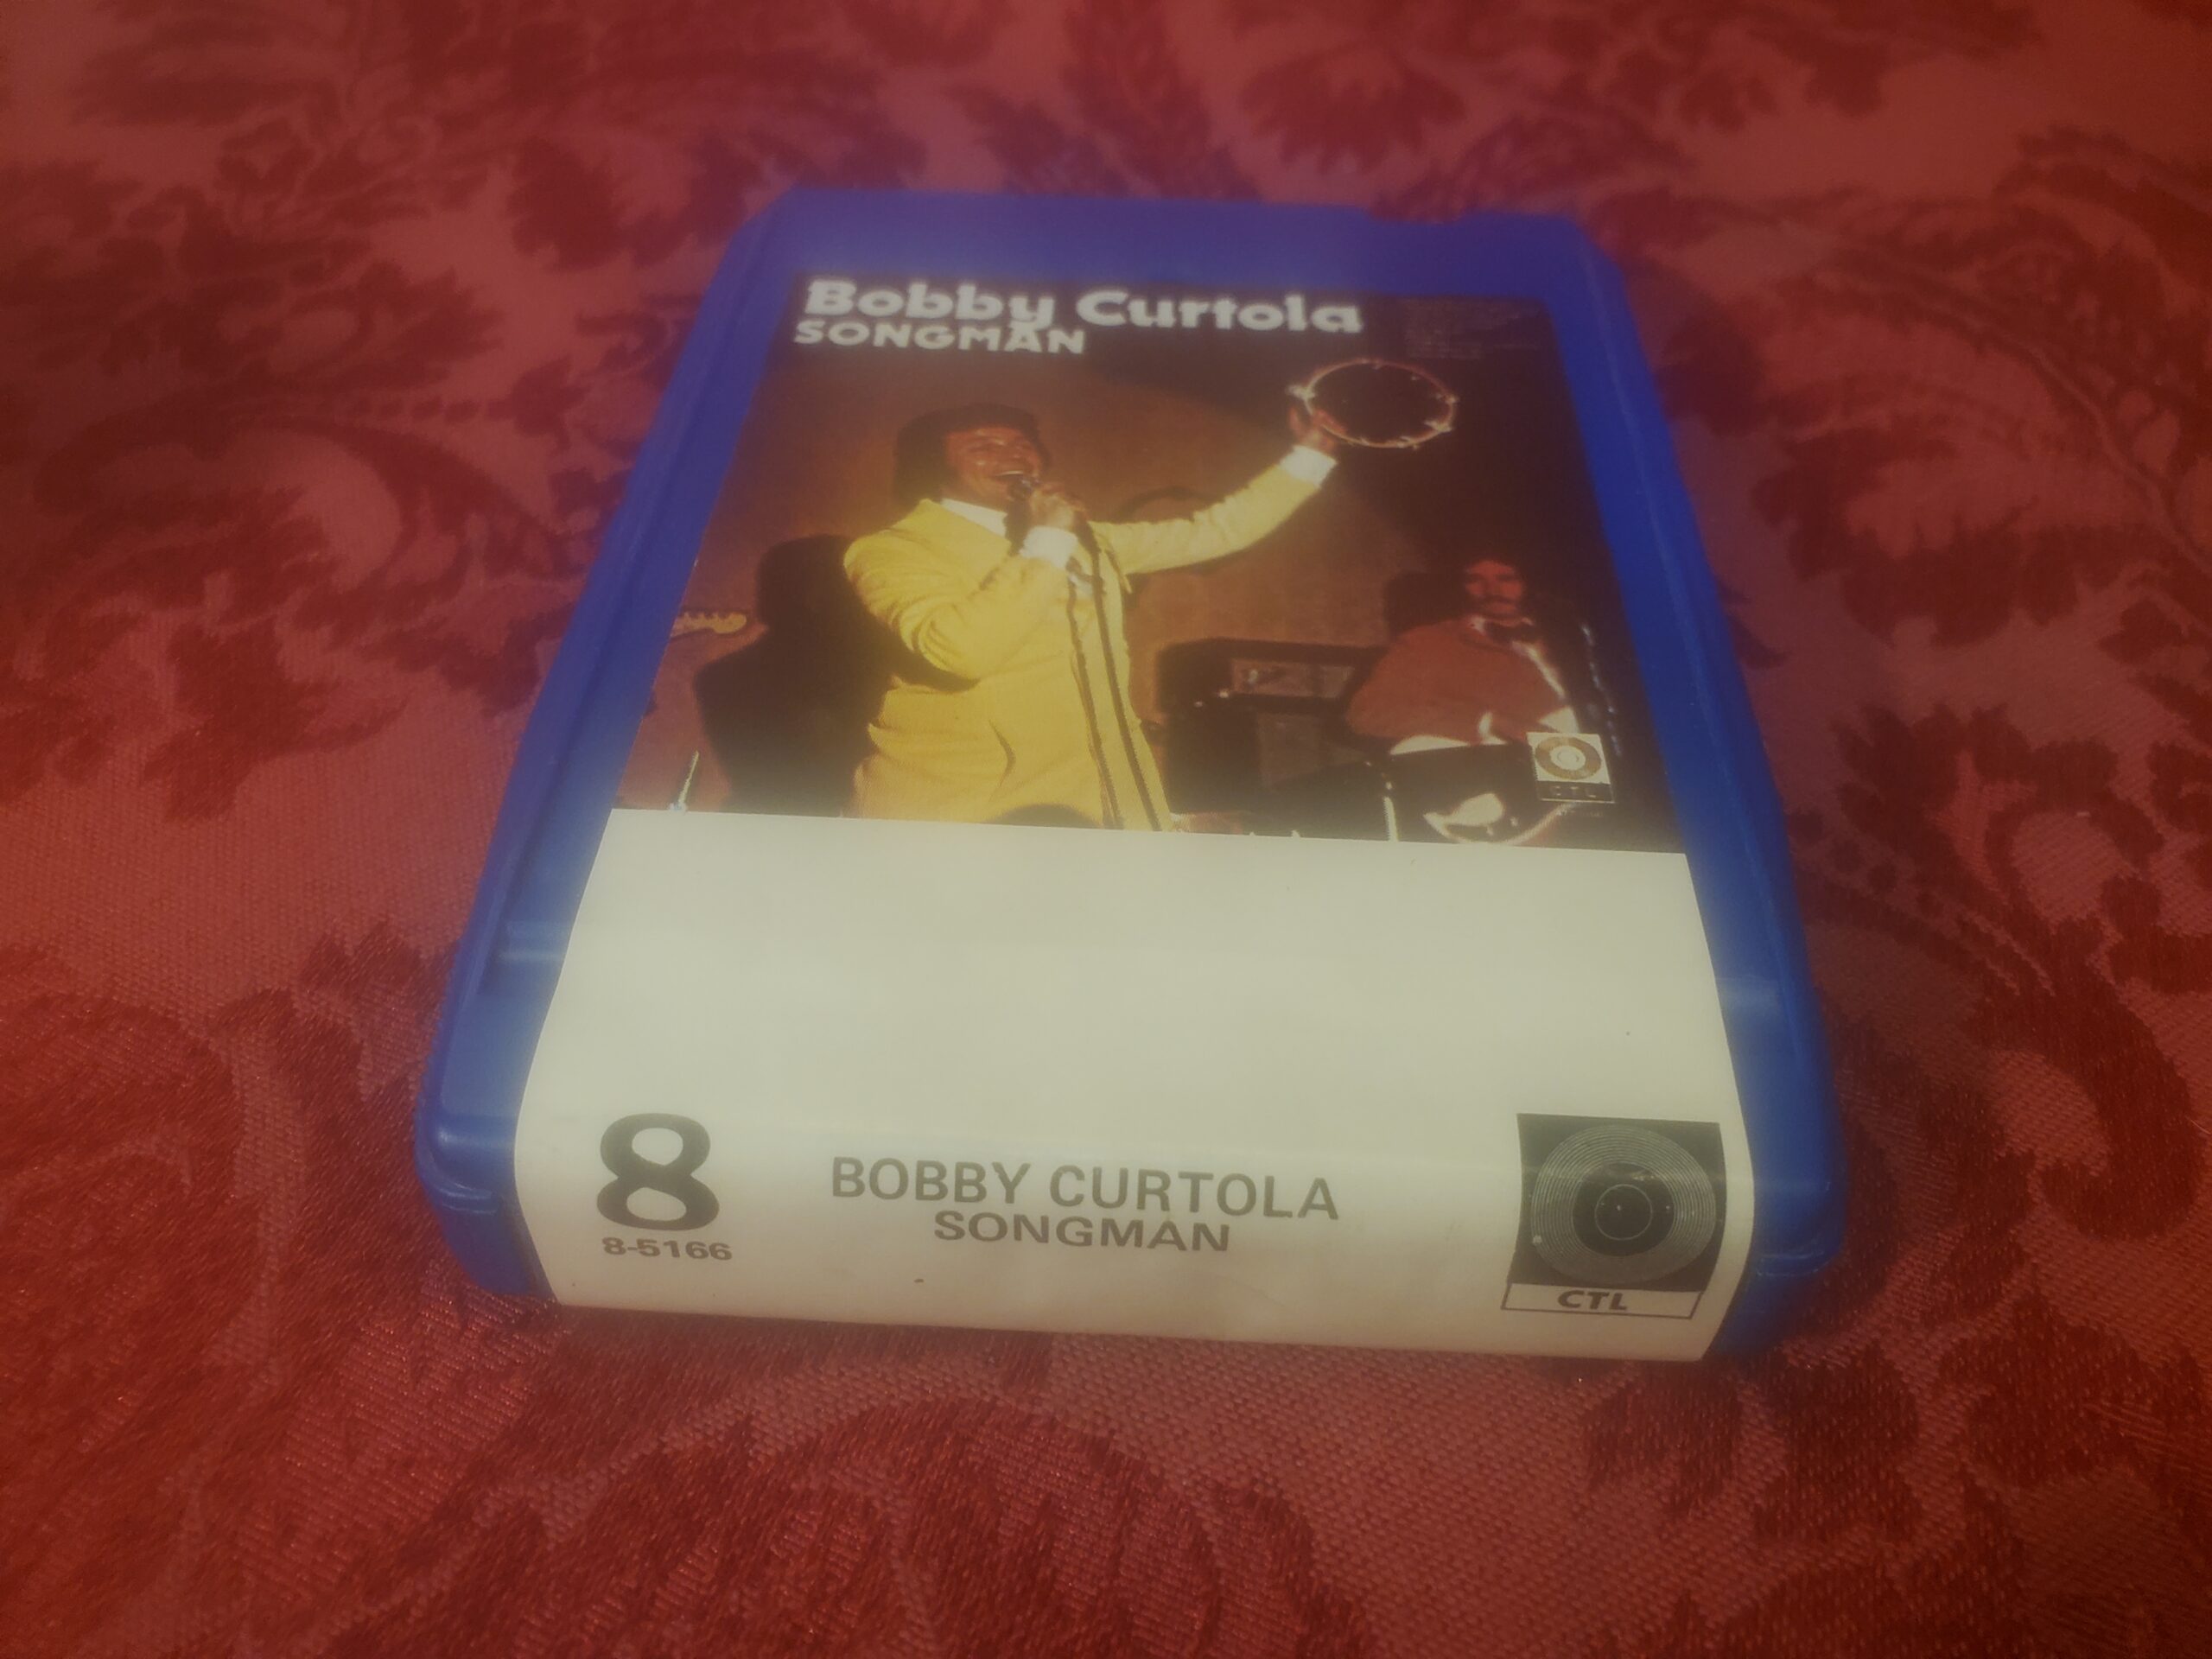 Bobby Curtola
SONGMAN
CTL
8
8-5166
BOBBY CURTOLA
SONGMAN
CTL